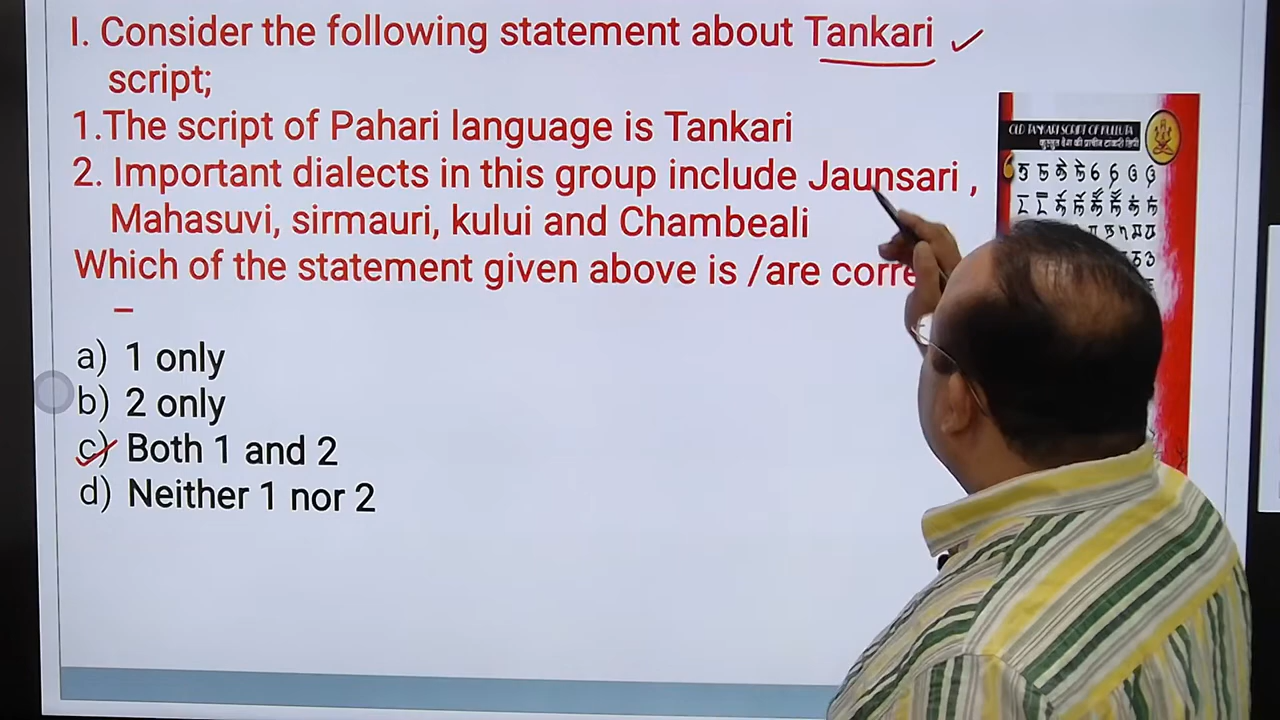 I. Consider the following statement about Tankari
script;
1.The script of Pahari language is Tankari
2. Important dialects in this group include Jaunsari ,
Mahasuvi, sirmauri, kului and Chambeali
Which of the statement given above is /are corre
–
a) 1 only
b) 2 only
c) Both 1 and 2
d) Neither 1 nor 2
OLD TANKARI SCRIPT OF KULLUTA